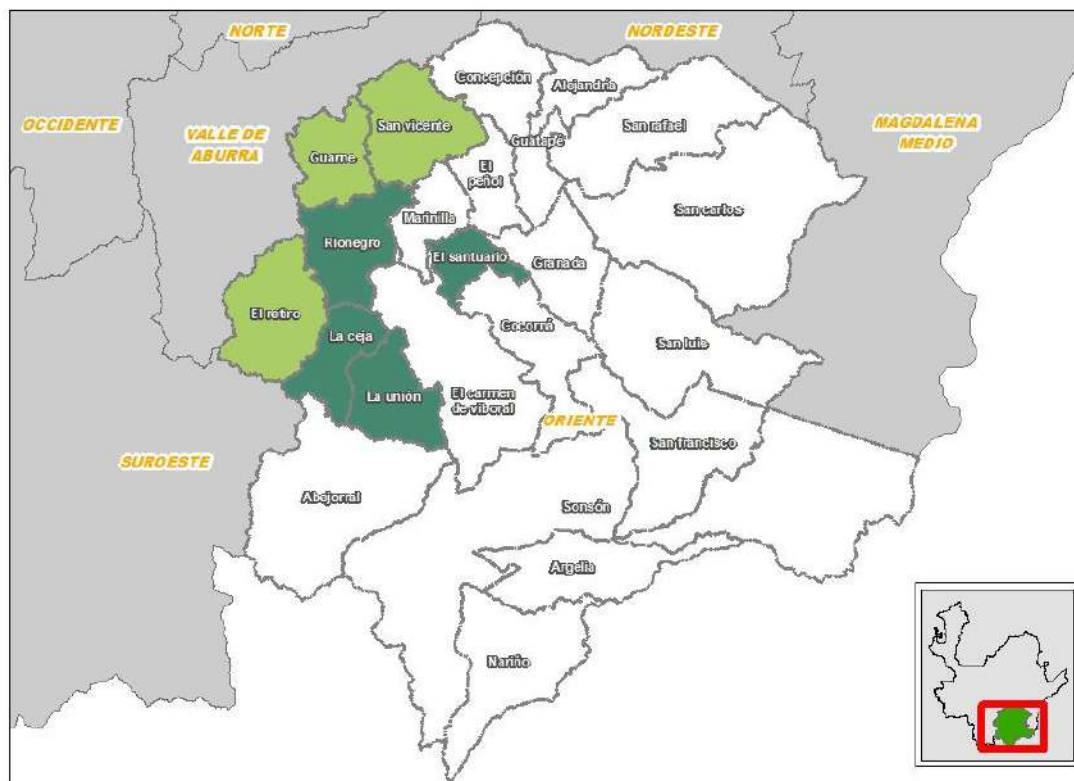 NORTE
NORDESTE
OCCIDENTE
VALLE DE
ABURRA
MAGDALENA
MEDIO
Concepción
Alejandría
San vicente
San rafael
Guatapé
Guarne
El
peñol
San carlos
Marinilla
Rionegro
El santuario
Granada
El retiro
La ceja
Cocorná
San luis
La unión
El carmen
de viboral
ORIENTE
San francisco
SUROESTE
Abejorral
Sonsón
Argelia
Nariño